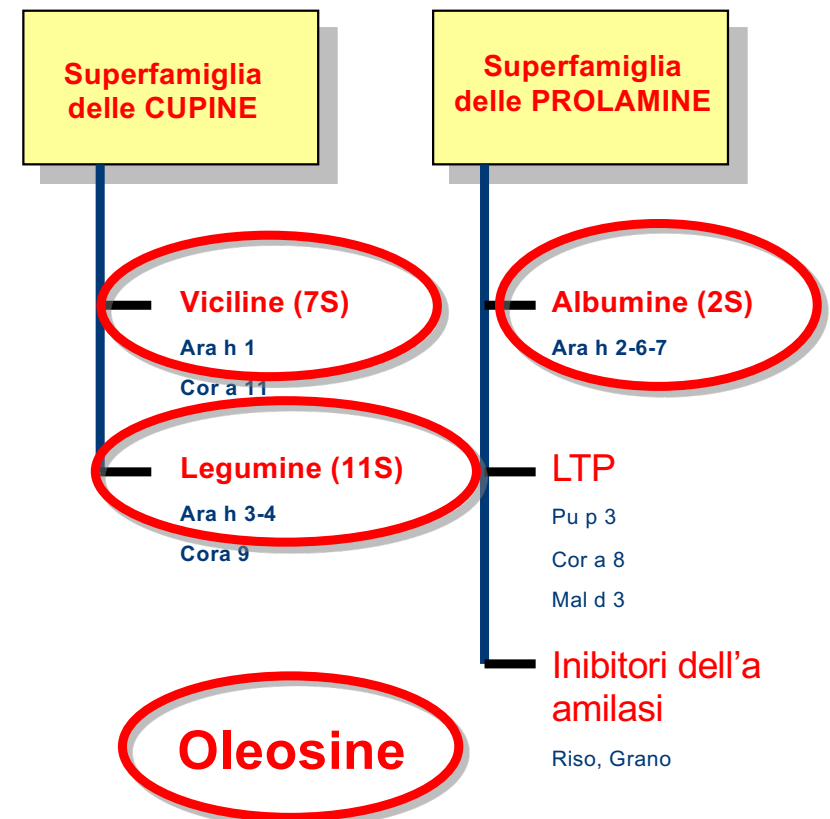 Superfamiglia
delle CUPINE
Viciline (7S)
Ara h 1
Cor a 11
Legumine (11S)
Ara h 3-4
Cora 9
Oleosine
Superfamiglia
delle PROLAMINE
Albumine (2S)
Ara h 2-6-7
LTP
Pu p 3
Cor a 8
Mal d 3
Inibitori dell'a
amilasi
Riso, Grano